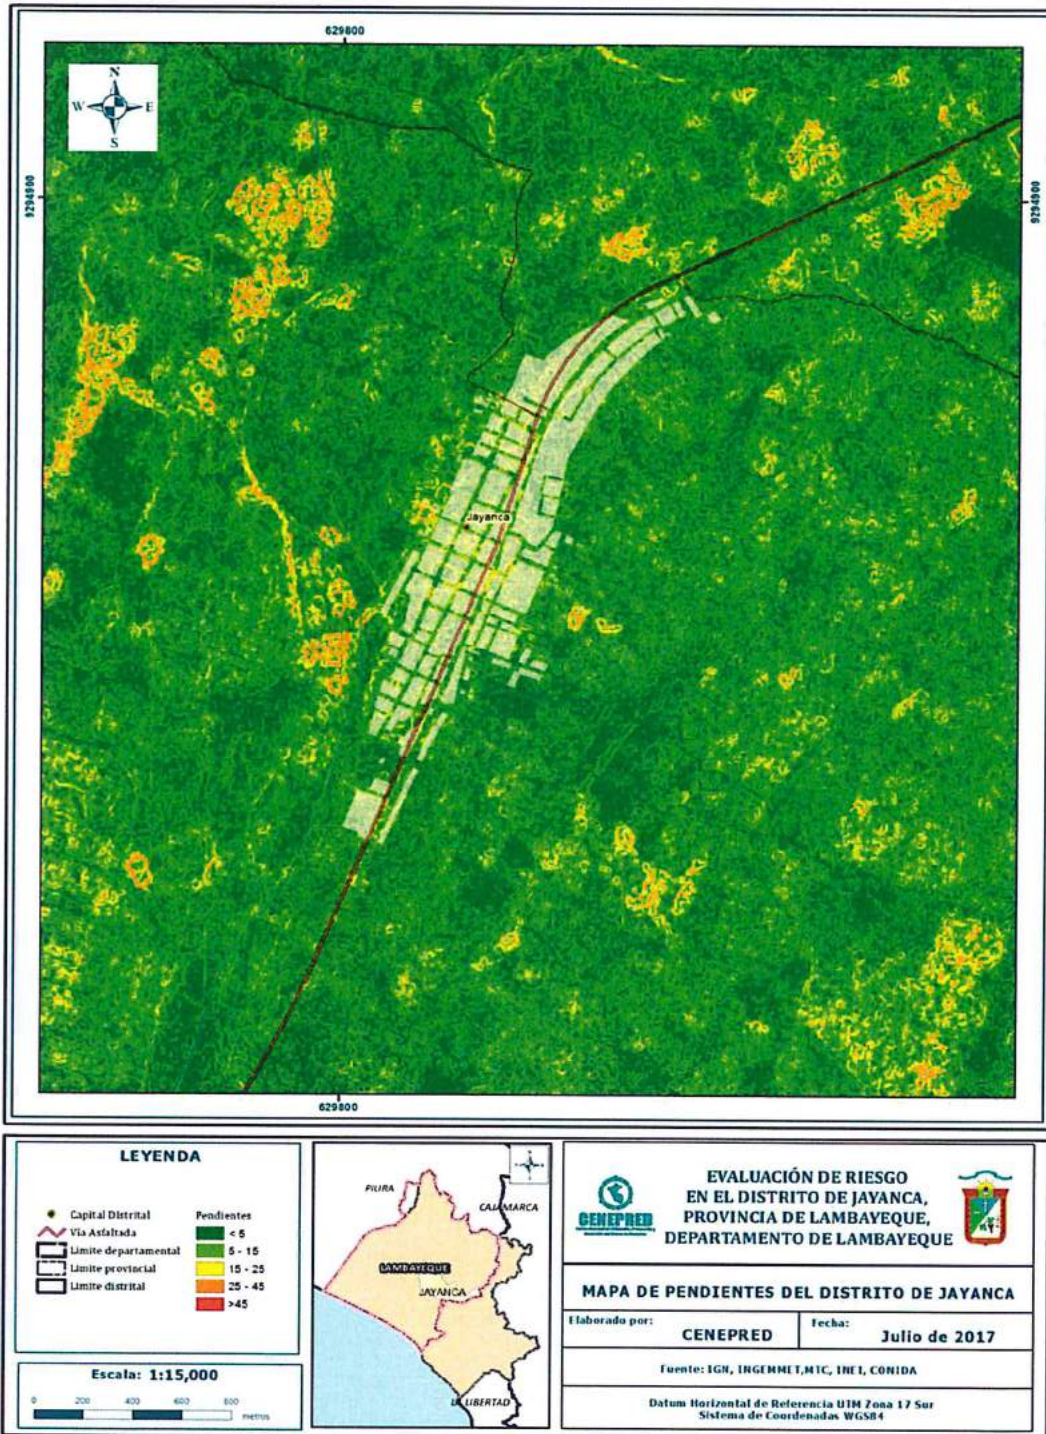 629800
N
W E
S
9294900
9294900
Jayanca
629800
LEYENDA
Capital Distrital
Vía Asfaltada
Limite departamental
Limite provincial
Limite distrital
Pendientes
< 5
5 - 15
15 - 25
25 - 45
>45
Escala: 1:15,000
0 200 400 600 800
metros
PIURA
CAJAMARCA
LAMBAYEQUE
JAYANCA
LA LIBERTAD
CENEPRED
EVALUACIÓN DE RIESGO
EN EL DISTRITO DE JAYANCA,
PROVINCIA DE LAMBAYEQUE,
DEPARTAMENTO DE LAMBAYEQUE
MAPA DE PENDIENTES DEL DISTRITO DE JAYANCA
Elaborado por:
CENEPRED
Fecha:
Julio de 2017
Fuente: IGN, INGEMMET,MTC, INEI, CONIDA
Datum Horizontal de Referencia UTM Zona 17 Sur
Sistema de Coordenadas WGS84